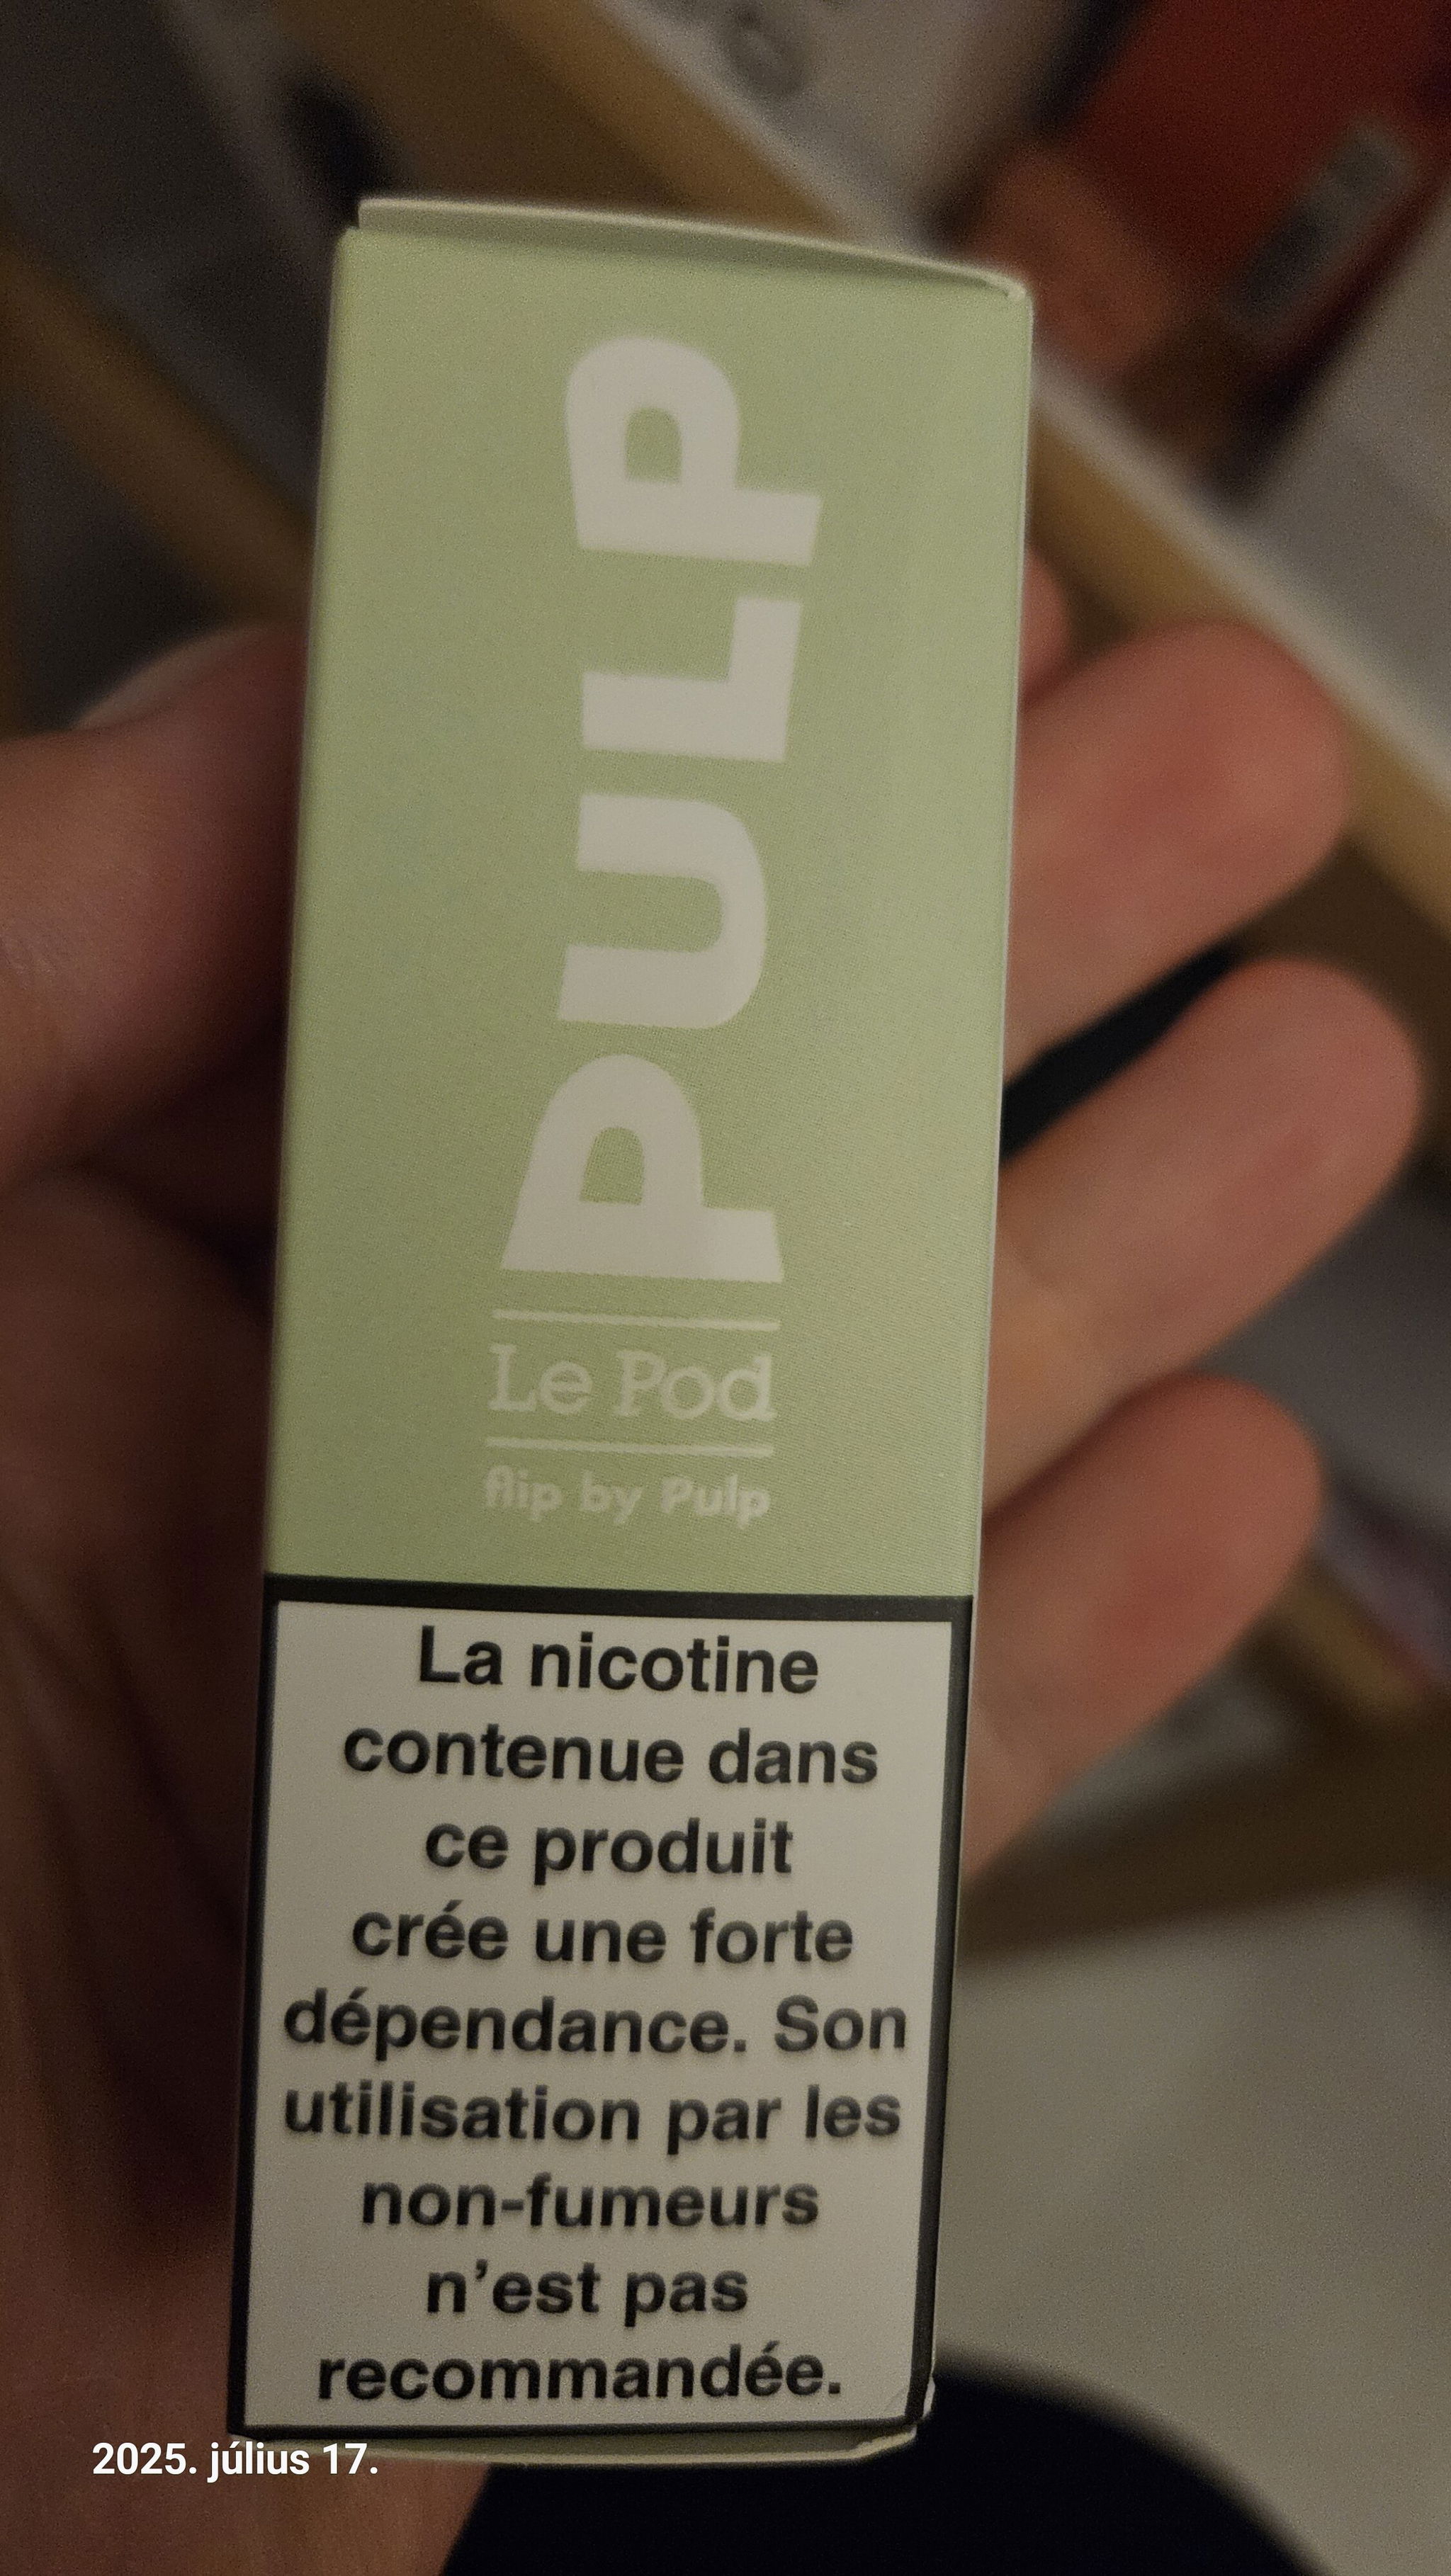 PULP
Le Pod
flip by Pulp
La nicotine
contenue dans
ce produit
crée une forte
dépendance. Son
utilisation par les
non-fumeurs
n’est pas
recommandée.
2025. július 17.